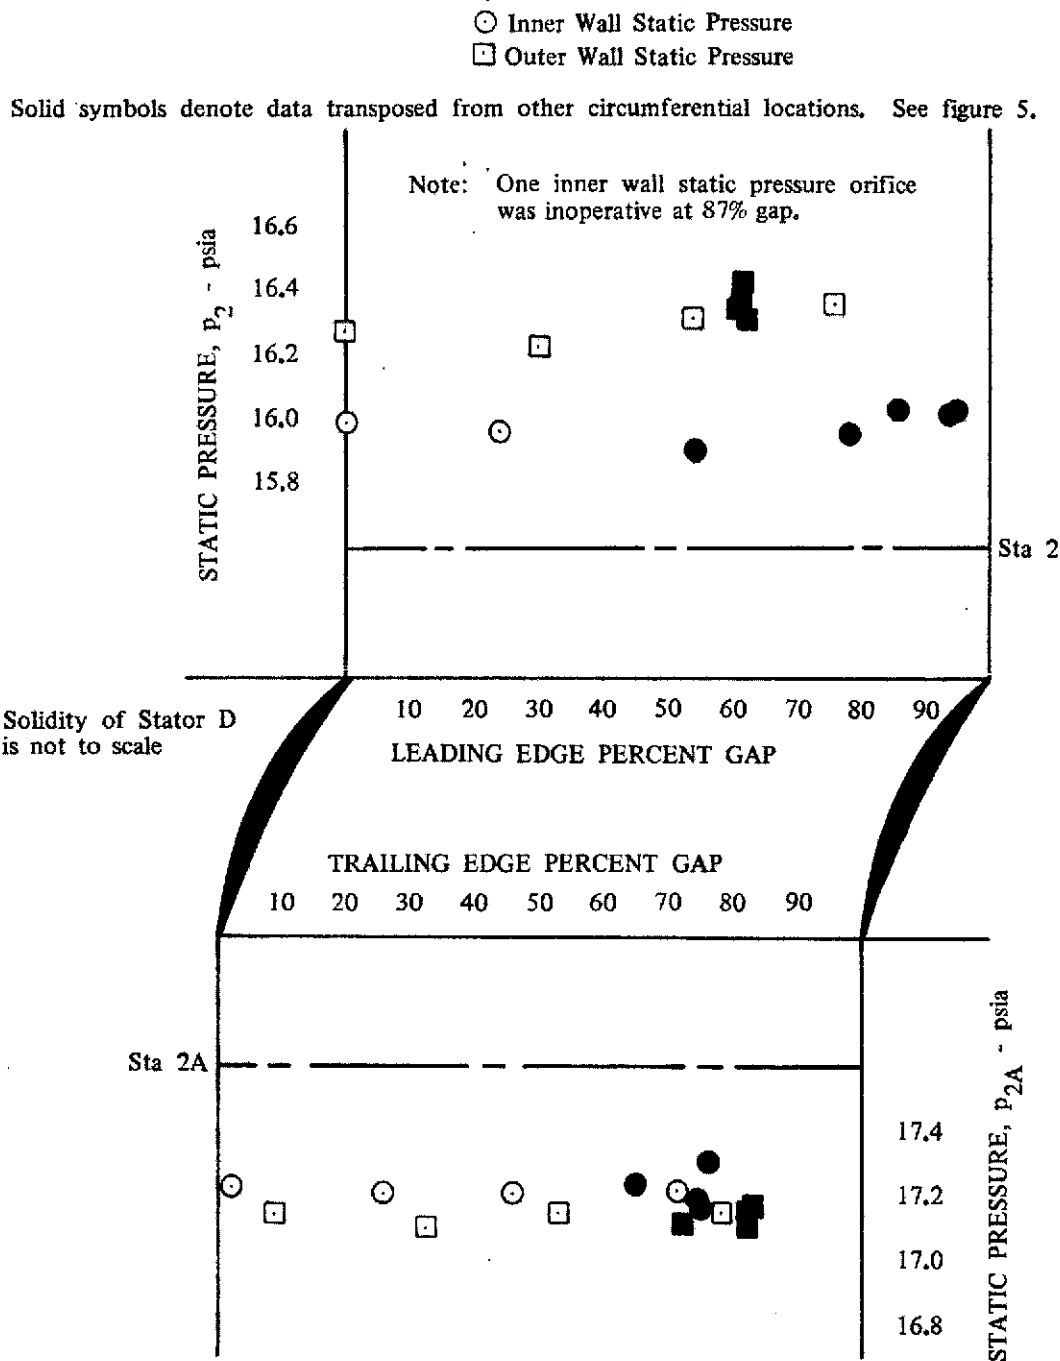 Inner Wall Static Pressure
Outer Wall Static Pressure
Solid symbols denote data transposed from other circumferential locations. See figure 5.
Note: One inner wall static pressure orifice
was inoperative at 87% gap.
STATIC PRESSURE, p2 - psia
16.6
16.4
16.2
16.0
15.8
Sta 2
Solidity of Stator D
is not to scale
10 20 30 40 50 60 70 80 90
LEADING EDGE PERCENT GAP
TRAILING EDGE PERCENT GAP
10 20 30 40 50 60 70 80 90
Sta 2A
STATIC PRESSURE, p2A - psia
17.4
17.2
17.0
16.8